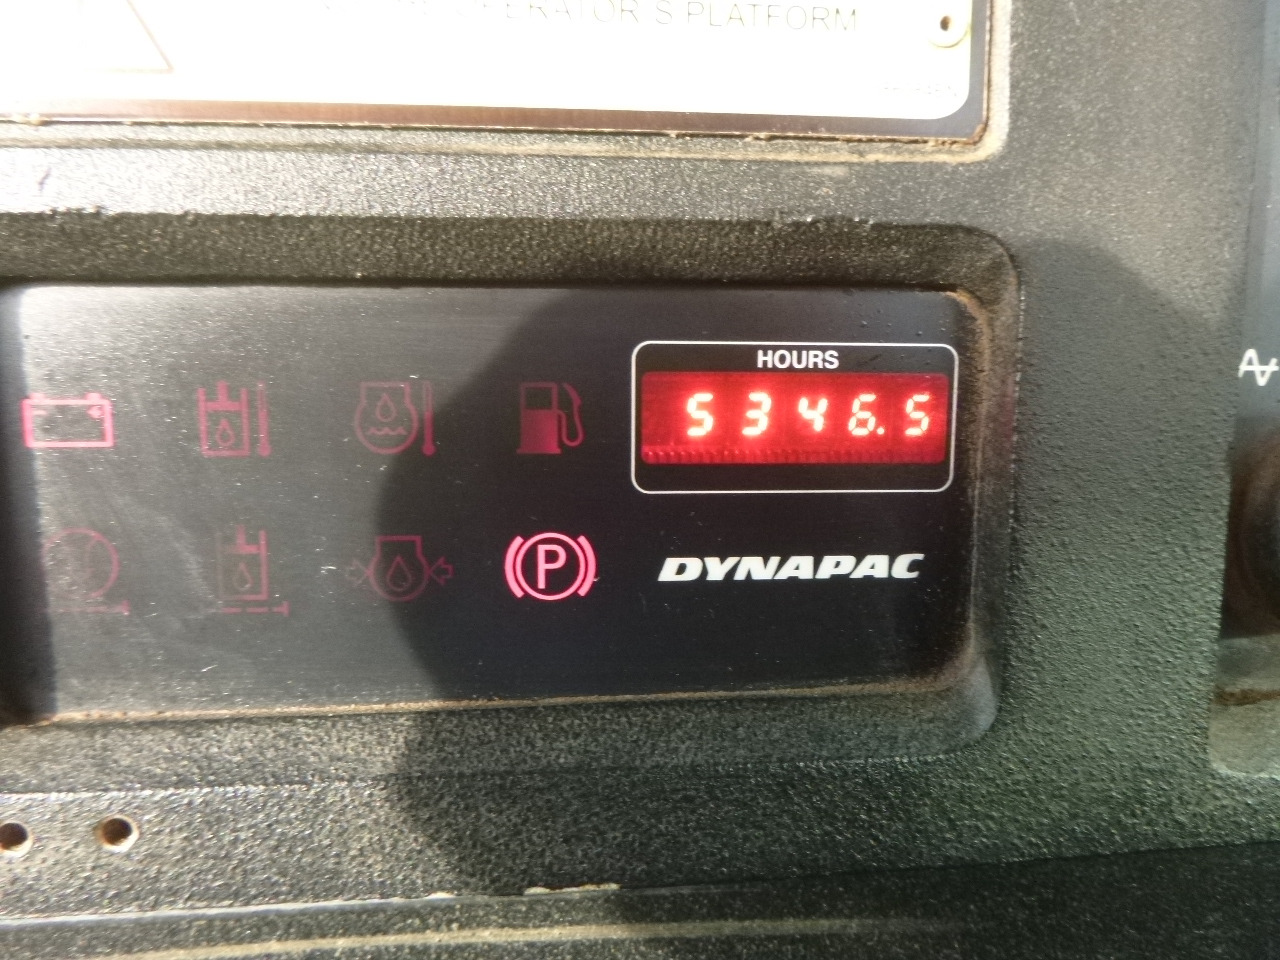 OPERATOR'S PLATFORM
HOURS
5346.5
P
DYNAPAC